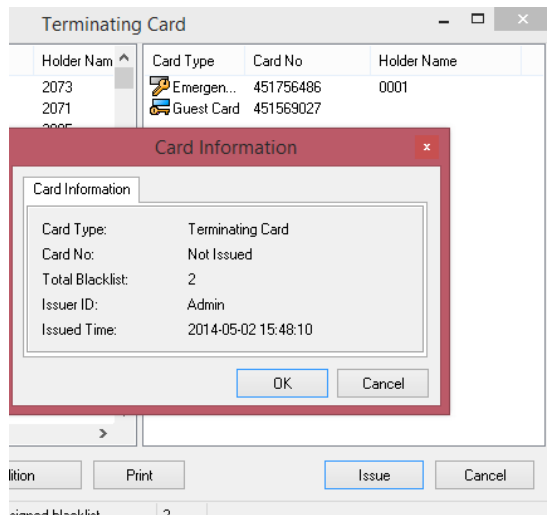 Terminating Card
Holder Nam Card Type Card No Holder Name
2073 Emergen... 451756486 0001
2071 Guest Card 451569027
Card Information
Card Information
Card Type: Terminating Card
Card No: Not Issued
Total Blacklist: 2
Issuer ID: Admin
Issued Time: 2014-05-02 15:48:10
OK Cancel
Print Issue Cancel